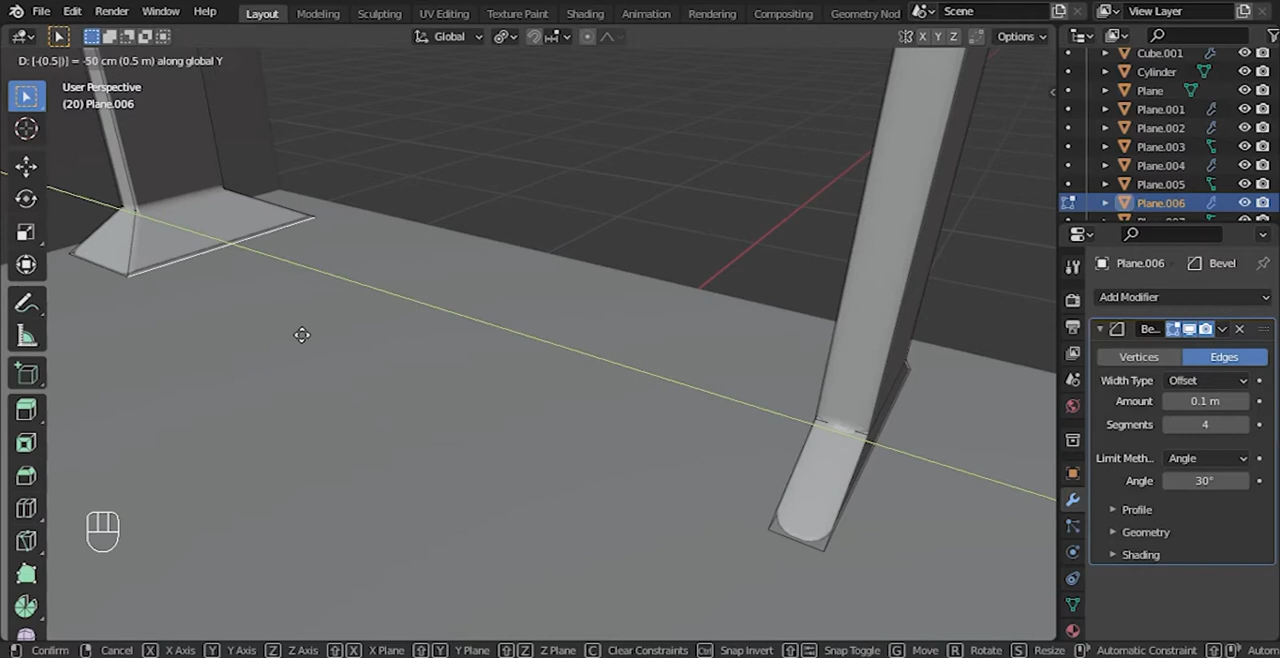 File Edit Render Window Help Layout Modeling Sculpting UV Editing Texture Paint Shading Animation Rendering Compositing Geometry Nod Scene View Layer
Global X Y Z Options
D: [-(0.5|)] = -50 cm (0.5 m) along global Y
User Perspective
(20) Plane.006
Cube.001
Cylinder
Plane
Plane.001
Plane.002
Plane.003
Plane.004
Plane.005
Plane.006
Plane.006 Bevel
Add Modifier
Be..
Vertices Edges
Width Type Offset
Amount 0.1 m
Segments 4
Limit Meth.. Angle
Angle 30°
Profile
Geometry
Shading
Confirm Cancel X X Axis Y Y Axis Z Z Axis X X Plane Y Y Plane Z Z Plane C Clear Constraints Ctrl Snap Invert Snap Toggle G Move R Rotate S Resize Automatic Constraint Autom